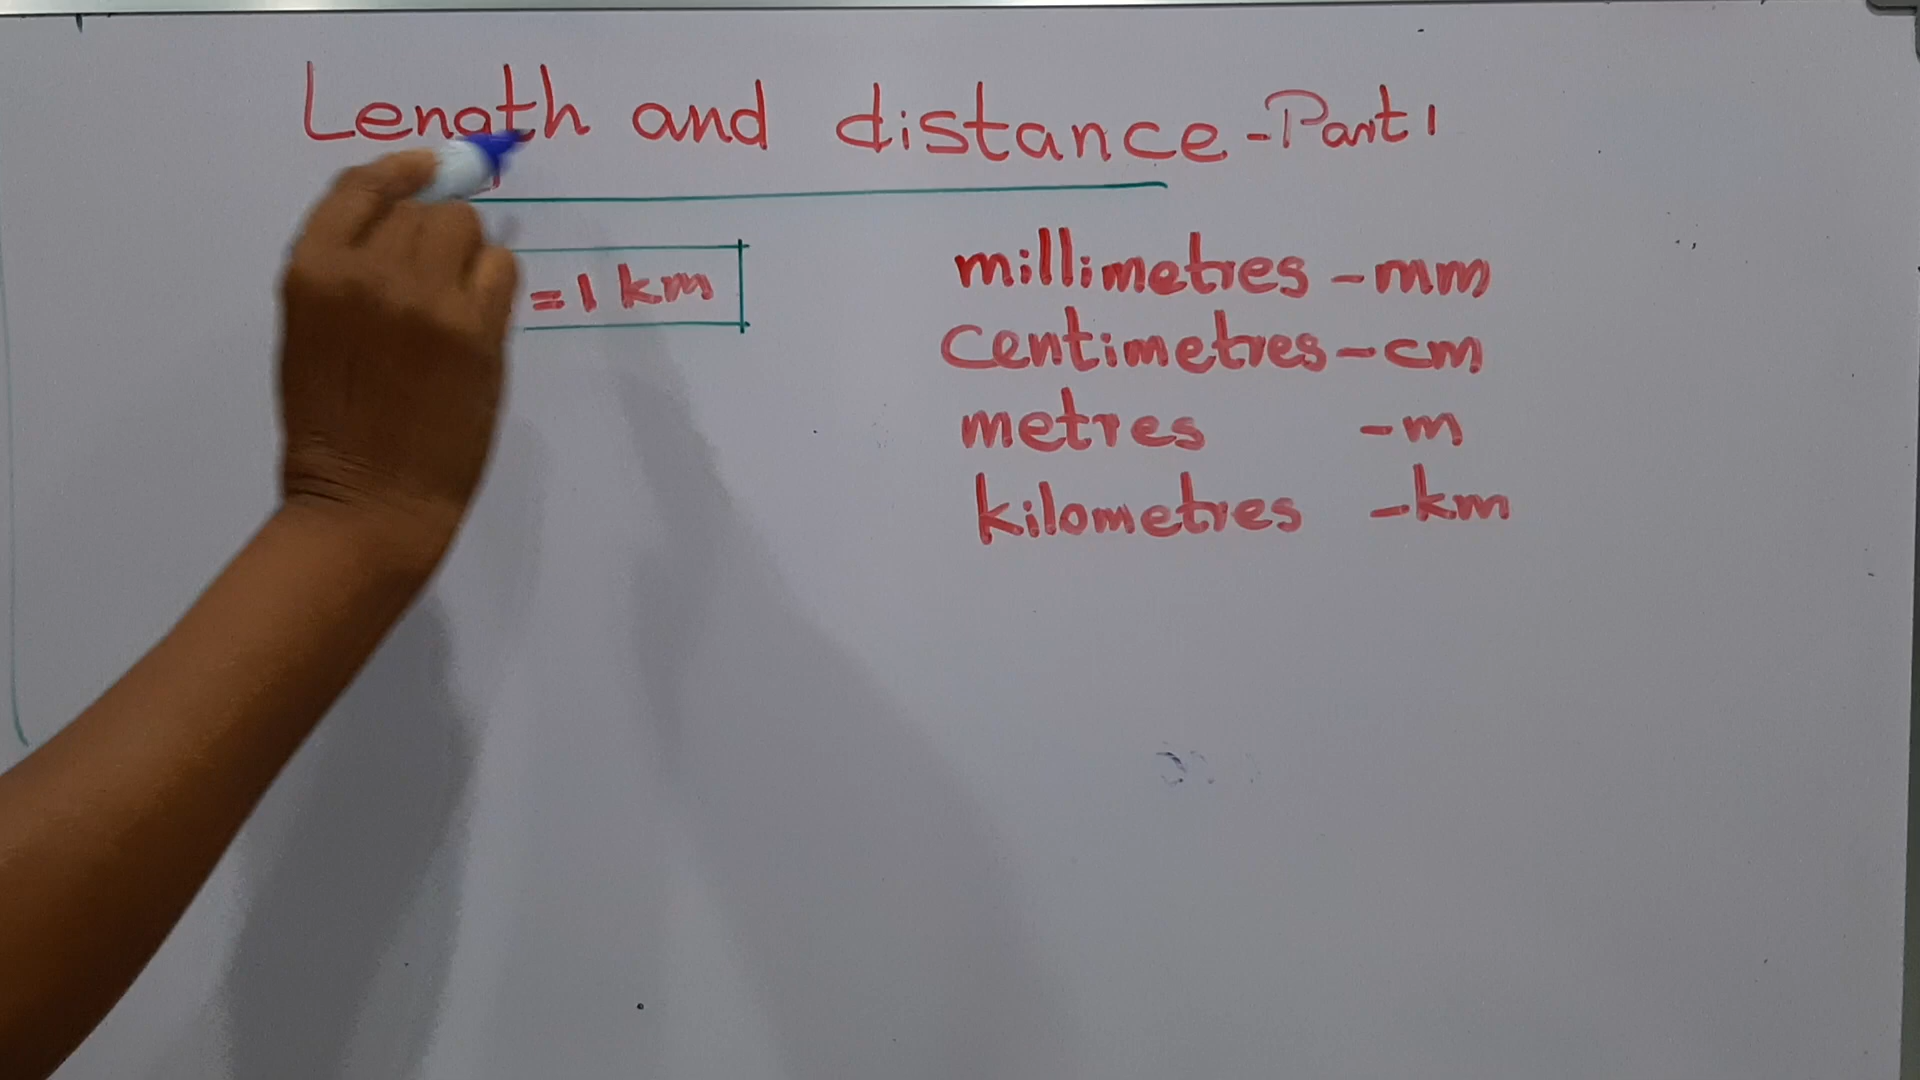 Length and distance - Part 1
= 1 km
millimetres - mm
centimetres - cm
metres - m
kilometres - km